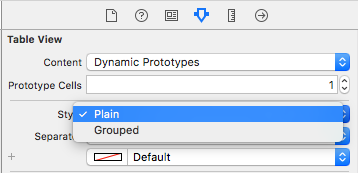 Table View
Content Dynamic Prototypes
Prototype Cells 1
Sty ✓ Plain
Grouped
Separat
+ Default